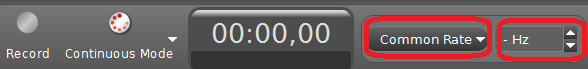 00:00,00
Common Rate
- Hz
Record
Continuous Mode